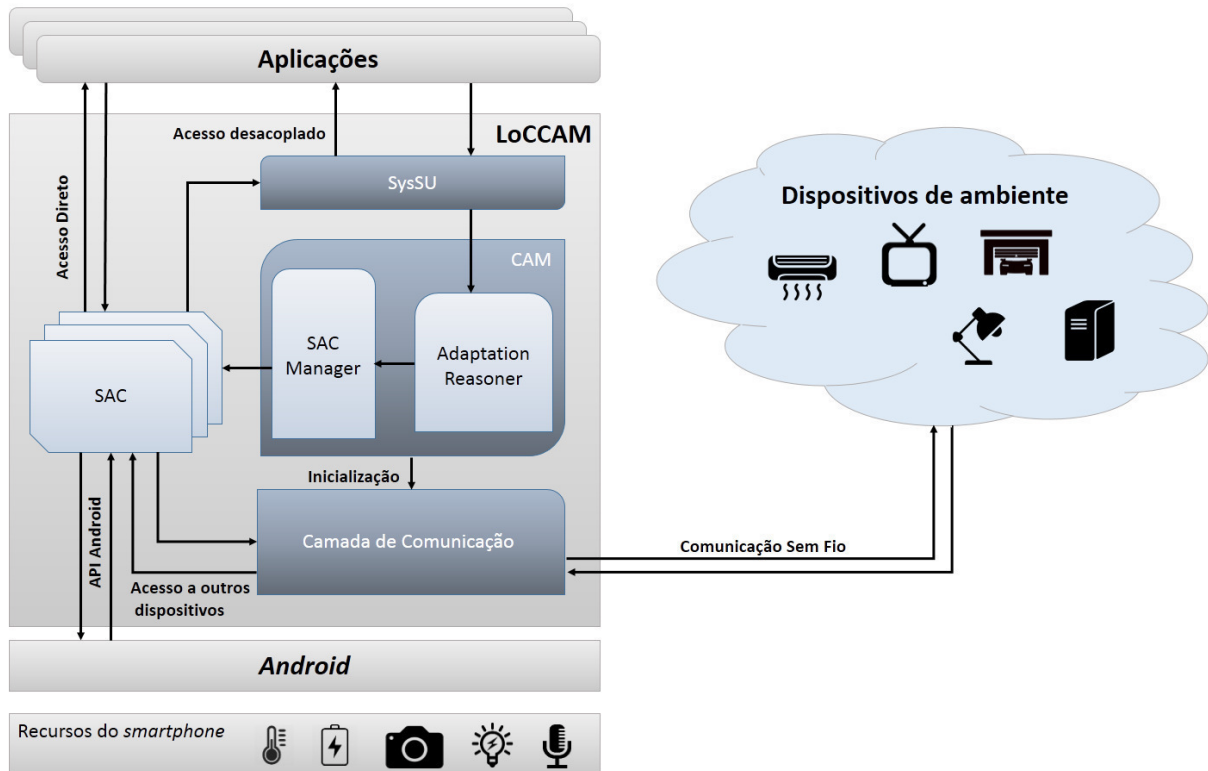 Aplicações
Acesso desacoplado
LoCCAM
SysSU
Dispositivos de ambiente
Acesso Direto
CAM
SAC
Manager
Adaptation
Reasoner
SAC
Inicialização
API Android
Camada de Comunicação
Comunicação Sem Fio
Acesso a outros
dispositivos
Android
Recursos do smartphone